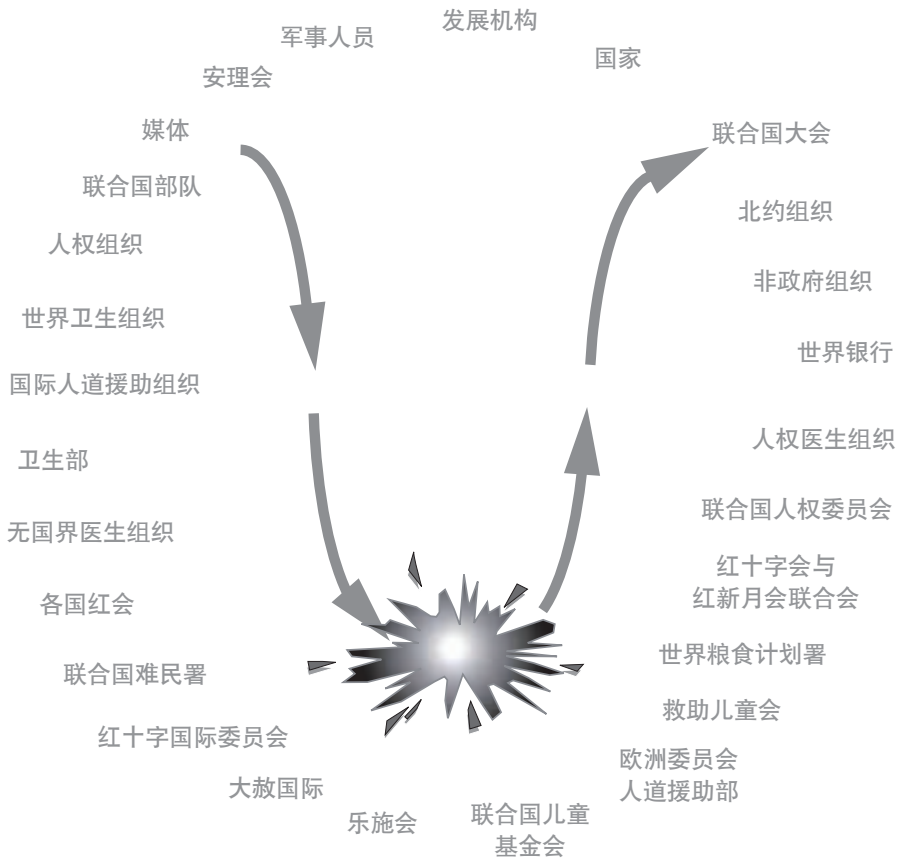 发展机构
军事人员
国家
安理会
媒体
联合国大会
联合国部队
北约组织
人权组织
非政府组织
世界卫生组织
世界银行
国际人道援助组织
人权医生组织
卫生部
联合国人权委员会
无国界医生组织
红十字会与
红新月会联合会
各国红会
世界粮食计划署
联合国难民署
救助儿童会
红十字国际委员会
欧洲委员会
人道援助部
大赦国际
乐施会
联合国儿童
基金会